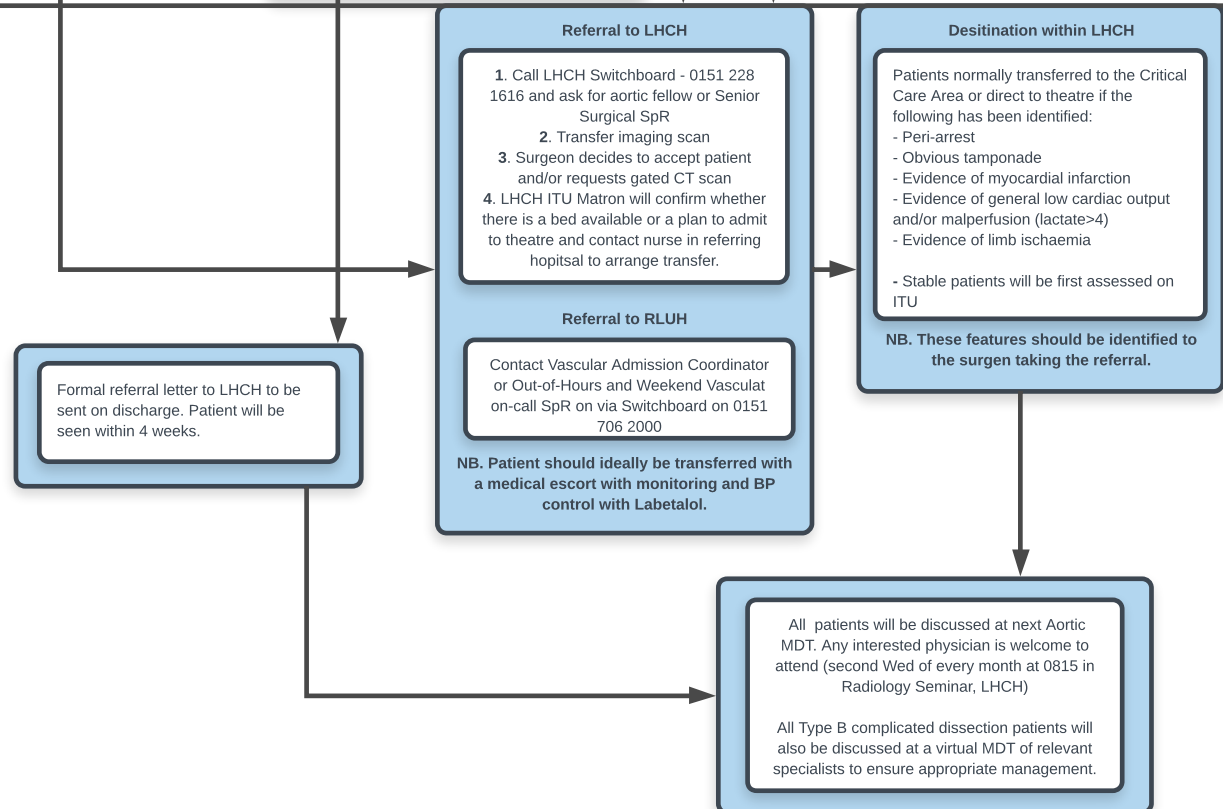 Referral to LHCH
1. Call LHCH Switchboard - 0151 228
1616 and ask for aortic fellow or Senior
Surgical SpR
2. Transfer imaging scan
3. Surgeon decides to accept patient
and/or requests gated CT scan
4. LHCH ITU Matron will confirm whether
there is a bed available or a plan to admit
to theatre and contact nurse in referring
hopitsal to arrange transfer.
Referral to RLUH
Contact Vascular Admission Coordinator
or Out-of-Hours and Weekend Vasculat
on-call SpR on via Switchboard on 0151
706 2000
NB. Patient should ideally be transferred with
a medical escort with monitoring and BP
control with Labetalol.
Desitination within LHCH
Patients normally transferred to the Critical
Care Area or direct to theatre if the
following has been identified:
- Peri-arrest
- Obvious tamponade
- Evidence of myocardial infarction
- Evidence of general low cardiac output
and/or malperfusion (lactate>4)
- Evidence of limb ischaemia
- Stable patients will be first assessed on
ITU
NB. These features should be identified to
the surgen taking the referral.
Formal referral letter to LHCH to be
sent on discharge. Patient will be
seen within 4 weeks.
All  patients will be discussed at next Aortic
MDT. Any interested physician is welcome to
attend (second Wed of every month at 0815 in
Radiology Seminar, LHCH)
All Type B complicated dissection patients will
also be discussed at a virtual MDT of relevant
specialists to ensure appropriate management.